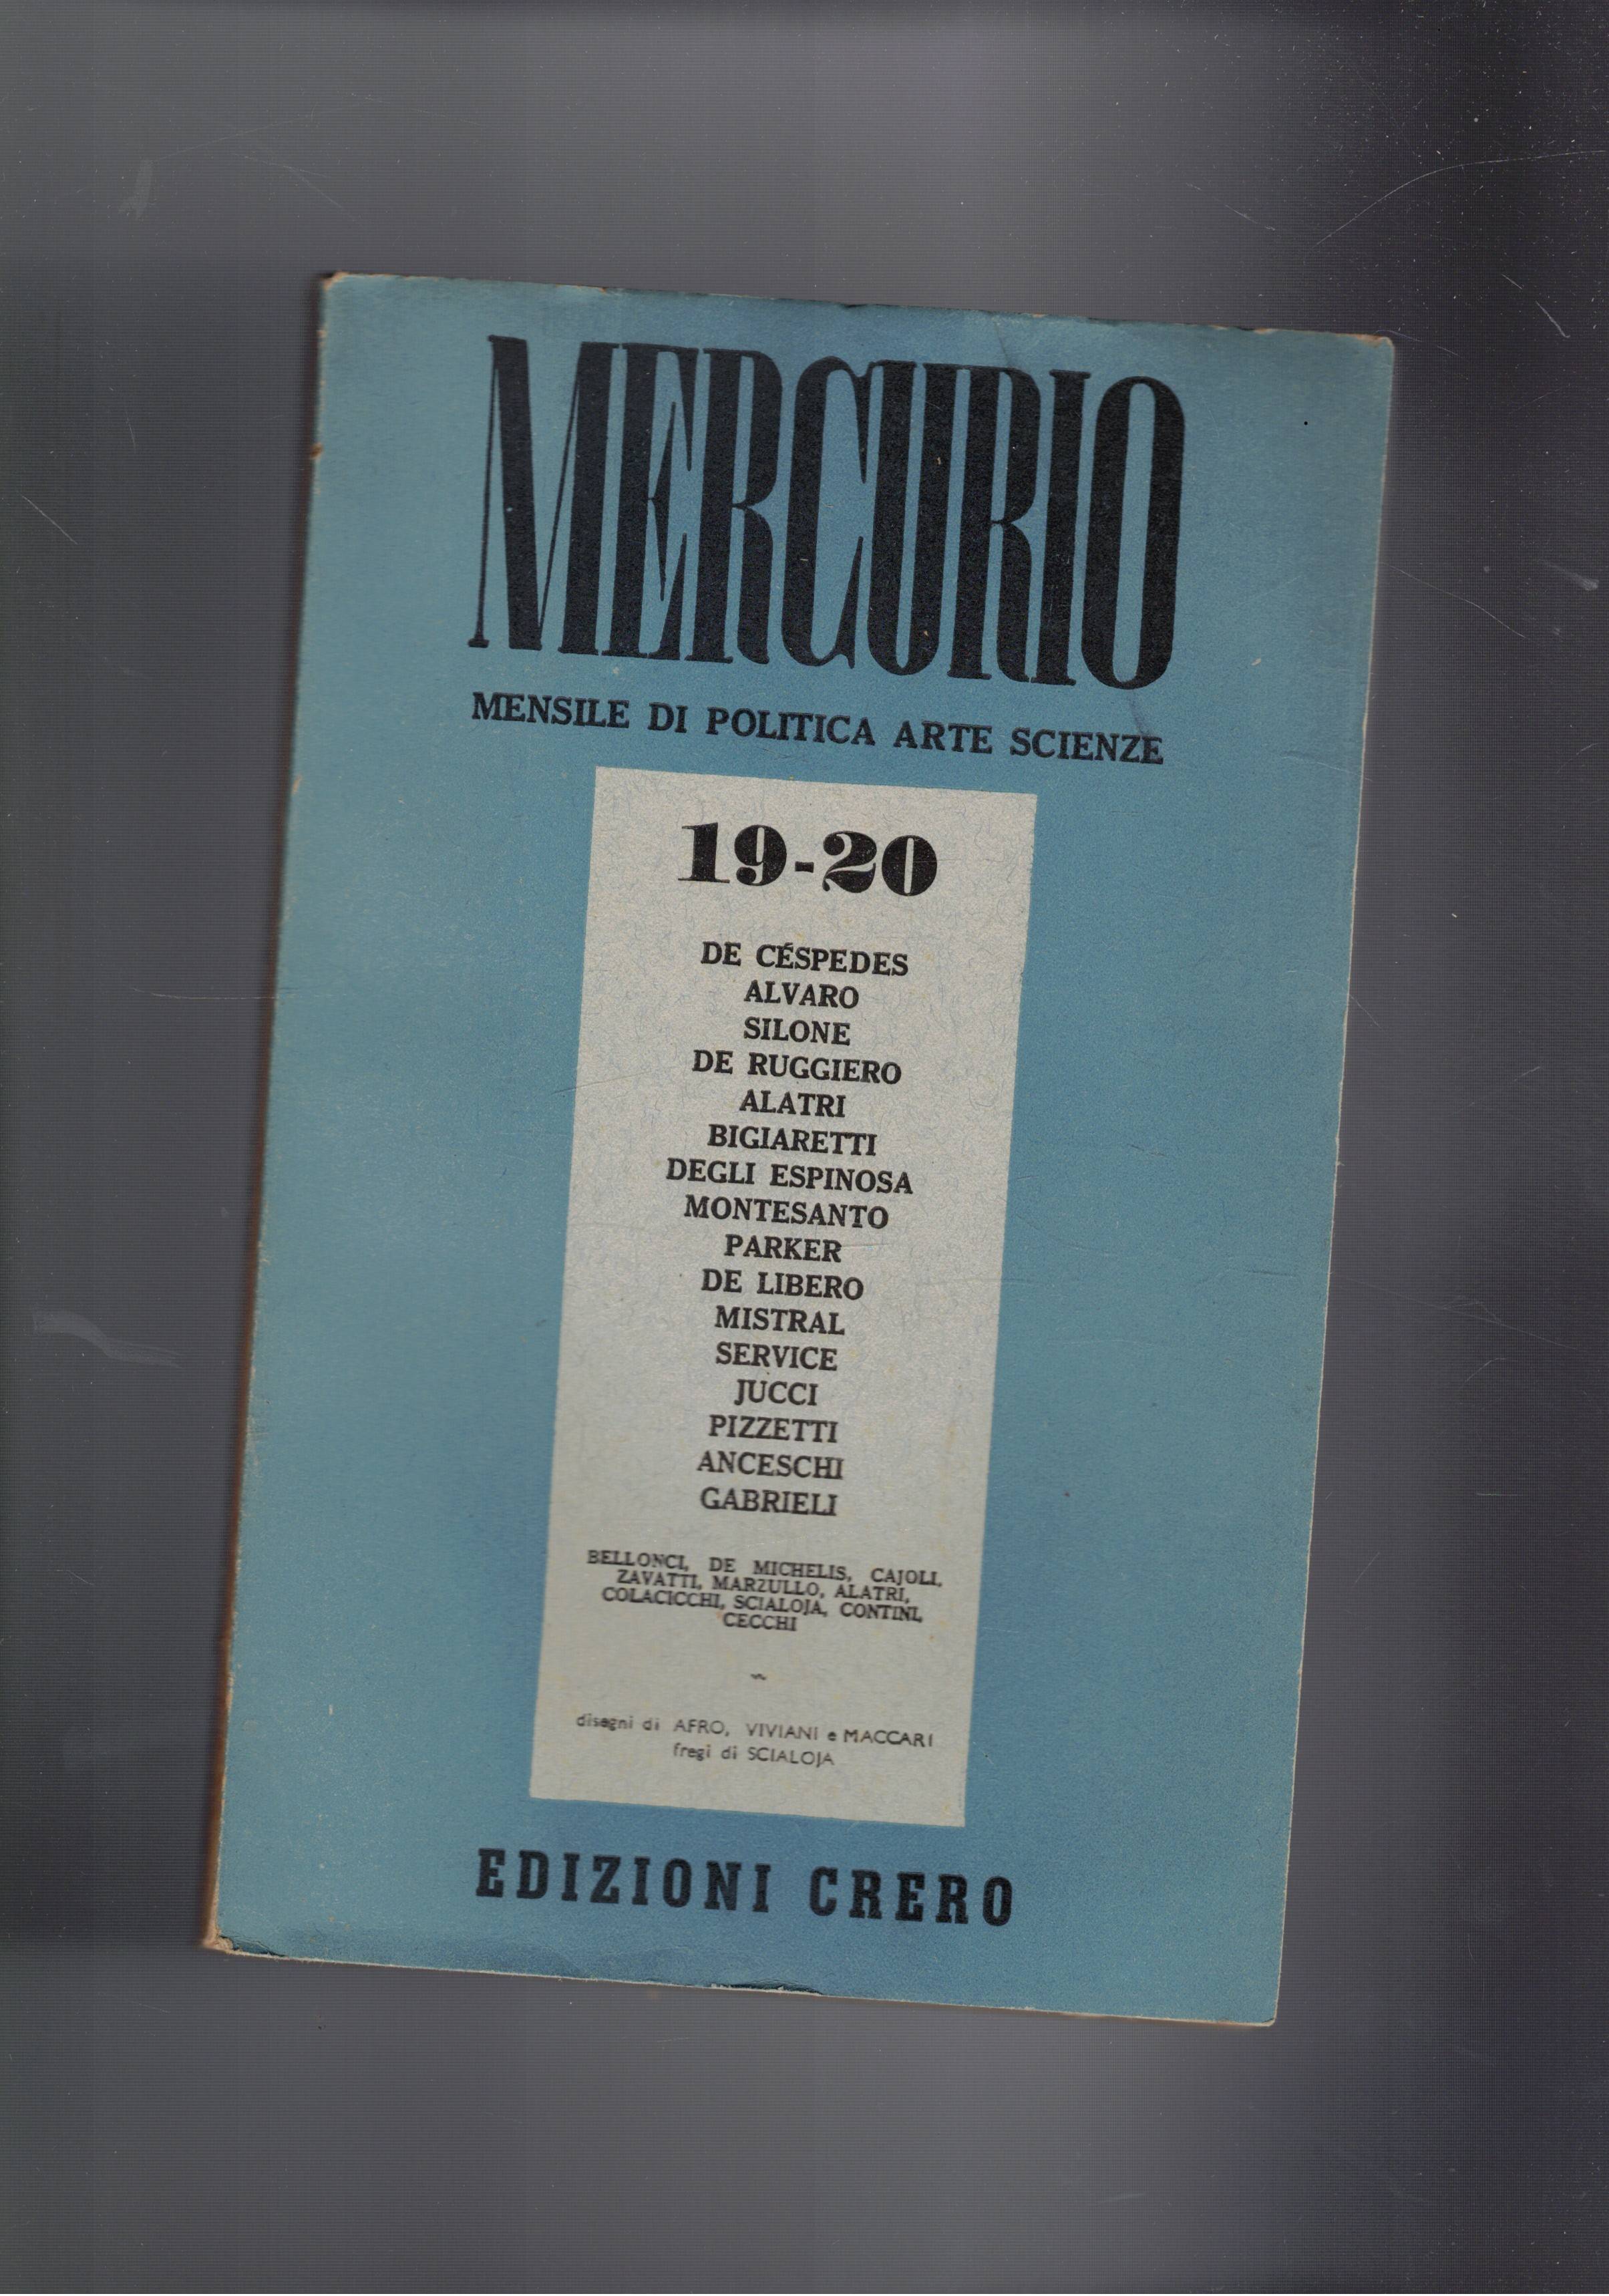 MERCURIO
MENSILE DI POLITICA ARTE SCIENZE
19-20
DE CÉSPEDES
ALVARO
SILONE
DE RUGGIERO
ALATRI
BIGIARETTI
DEGLI ESPINOSA
MONTESANTO
PARKER
DE LIBERO
MISTRAL
SERVICE
JUCCI
PIZZETTI
ANCESCHI
GABRIELI
BELLONCI, DE MICHELIS, CAJOLI,
ZAVATTI, MARZULLO, ALATRI,
COLACICCHI, SCIALOJA, CONTINI,
CECCHI
disegni di AFRO, VIVIANI e MACCARI
fregi di SCIALOJA
EDIZIONI CRERO